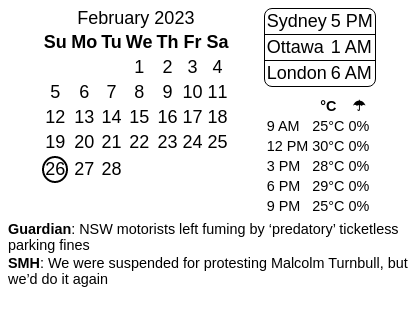 February 2023
Su Mo Tu We Th Fr Sa
1 2 3 4
5 6 7 8 9 10 11
12 13 14 15 16 17 18
19 20 21 22 23 24 25
26 27 28
Sydney 5 PM
Ottawa 1 AM
London 6 AM
°C ☂
9 AM 25°C 0%
12 PM 30°C 0%
3 PM 28°C 0%
6 PM 29°C 0%
9 PM 25°C 0%
Guardian: NSW motorists left fuming by ‘predatory’ ticketless
parking fines
SMH: We were suspended for protesting Malcolm Turnbull, but
we’d do it again